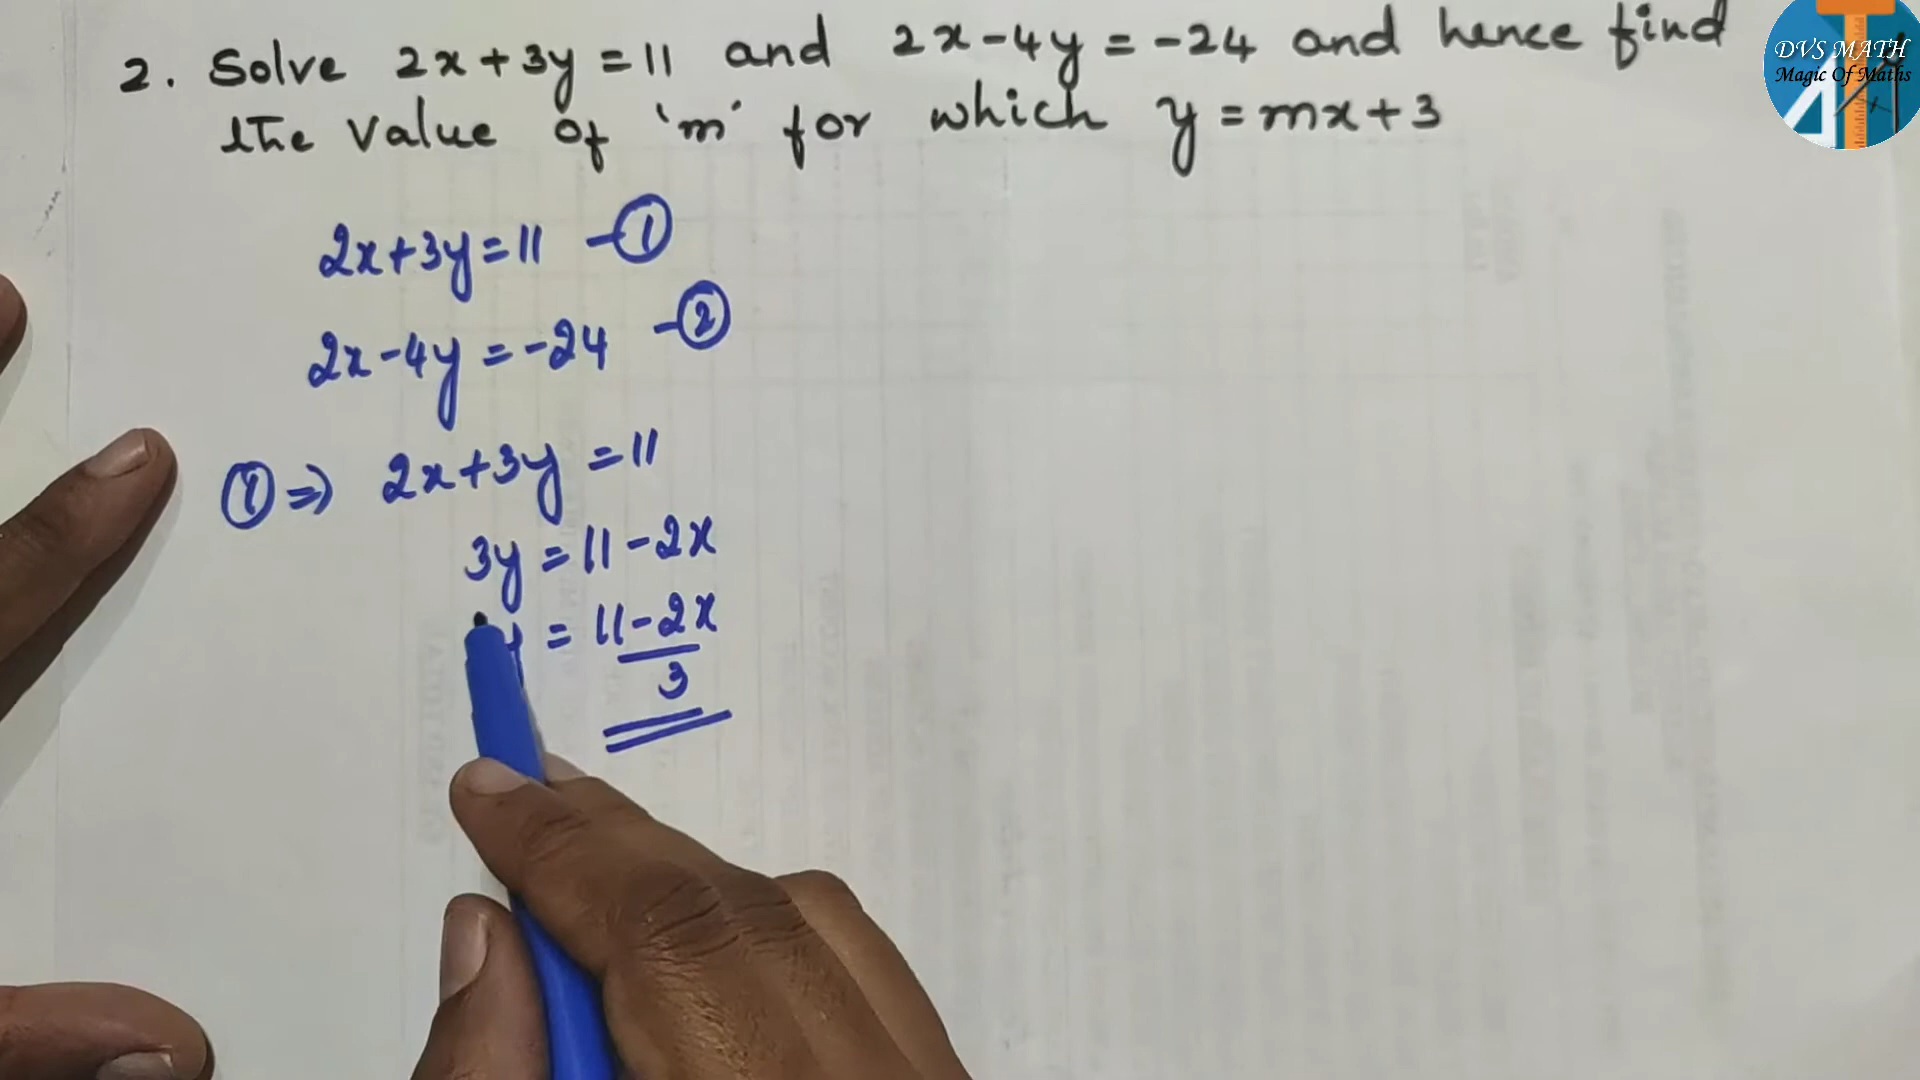 2. Solve 2x+3y=11 and 2x-4y=-24 and hence find
the value of 'm' for which y=mx+3
DVS MATH
Magic Of Maths
2x+3y=11 -①
2x-4y=-24 -②
①⇒ 2x+3y=11
3y=11-2x
y=11-2x
3